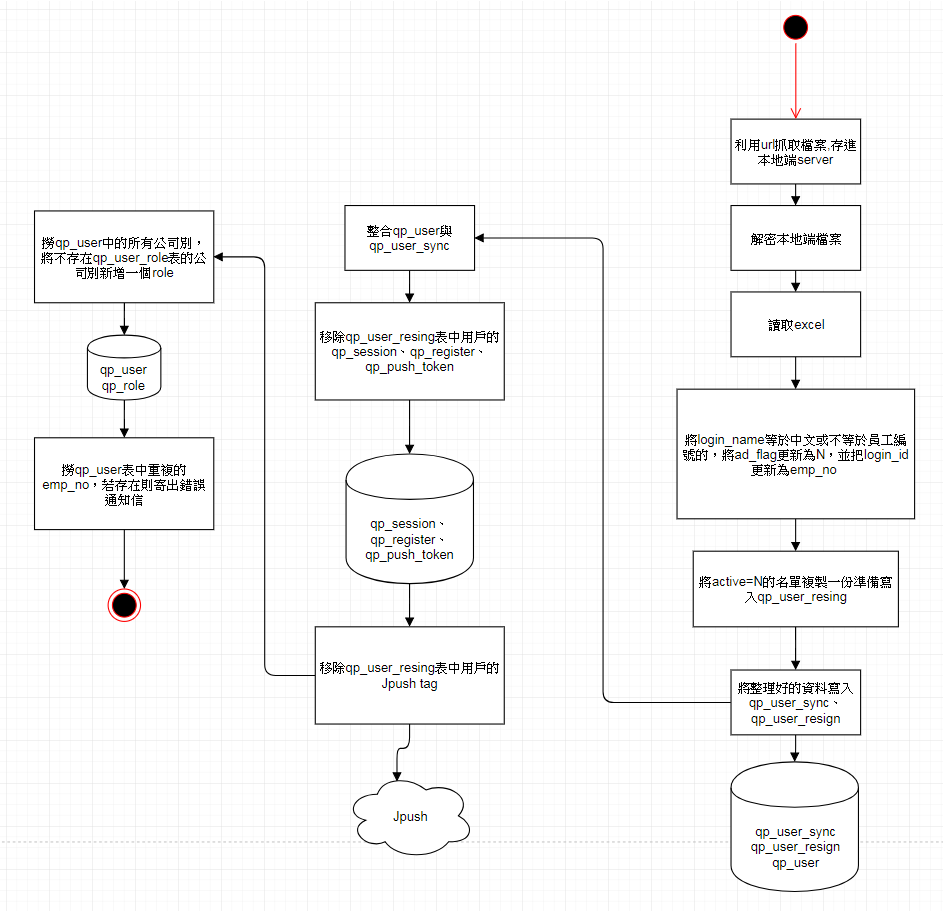 利用url抓取檔案,存進
本地端server
解密本地端檔案
讀取excel
將login_name等於中文或不等於員工編
號的，將ad_flag更新為N，並把login_id
更新為emp_no
將active=N的名單複製一份準備寫
入qp_user_resing
將整理好的資料寫入
qp_user_sync、
qp_user_resign
qp_user_sync
qp_user_resign
qp_user
整合qp_user與
qp_user_sync
移除qp_user_resing表中用戶的
qp_session、qp_register、
qp_push_token
qp_session、
qp_register、
qp_push_token
移除qp_user_resing表中用戶的
Jpush tag
Jpush
撈qp_user中的所有公司別，
將不存在qp_user_role表的公
司別新增一個role
qp_user
qp_role
撈qp_user表中重複的
emp_no，若存在則寄出錯誤
通知信